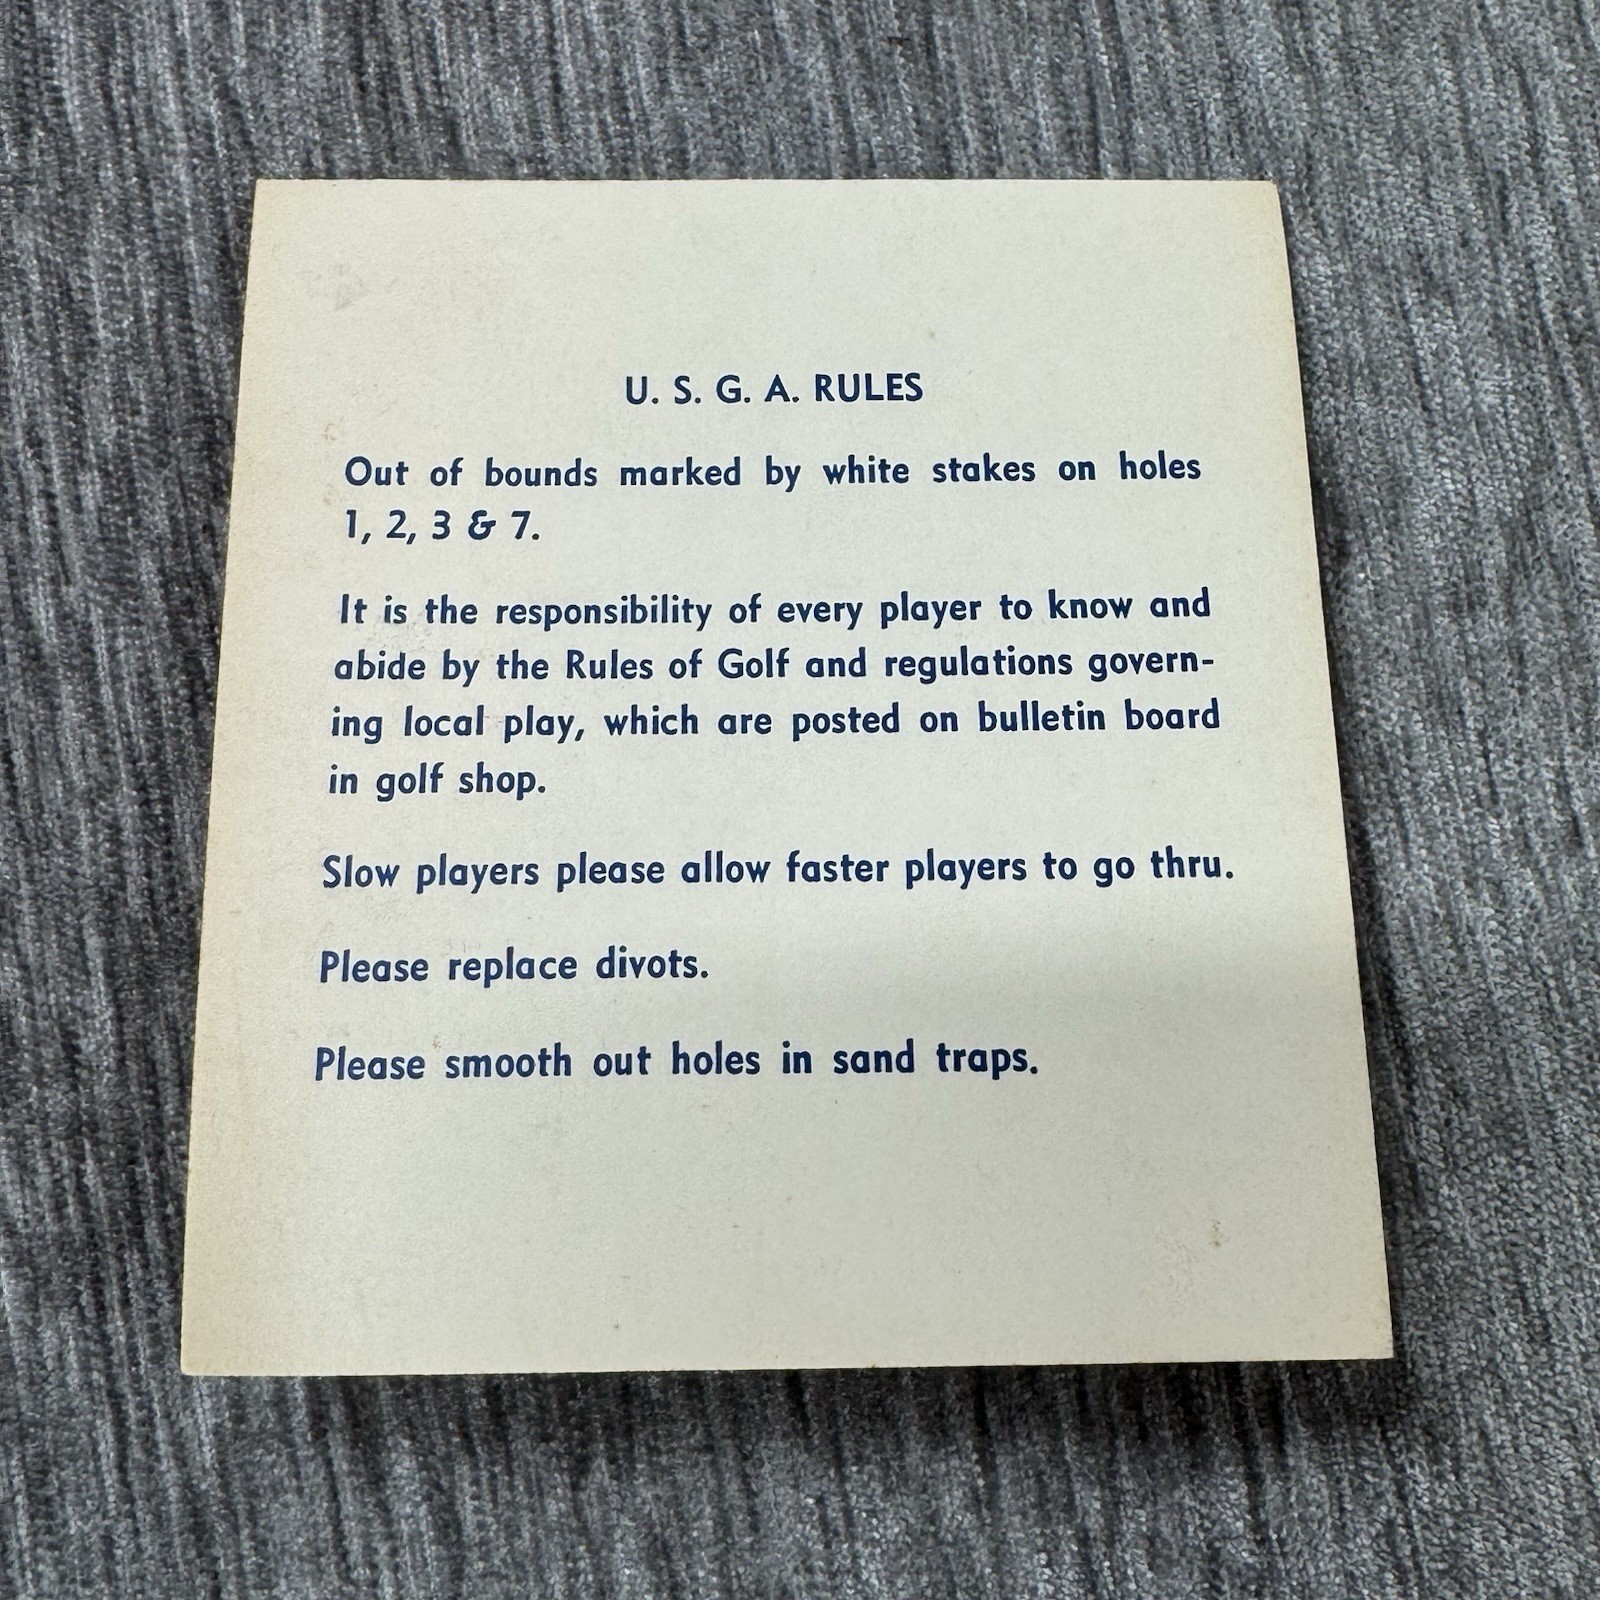 U. S. G. A. RULES
Out of bounds marked by white stakes on holes
1, 2, 3 & 7.
It is the responsibility of every player to know and
abide by the Rules of Golf and regulations govern-
ing local play, which are posted on bulletin board
in golf shop.
Slow players please allow faster players to go thru.
Please replace divots.
Please smooth out holes in sand traps.